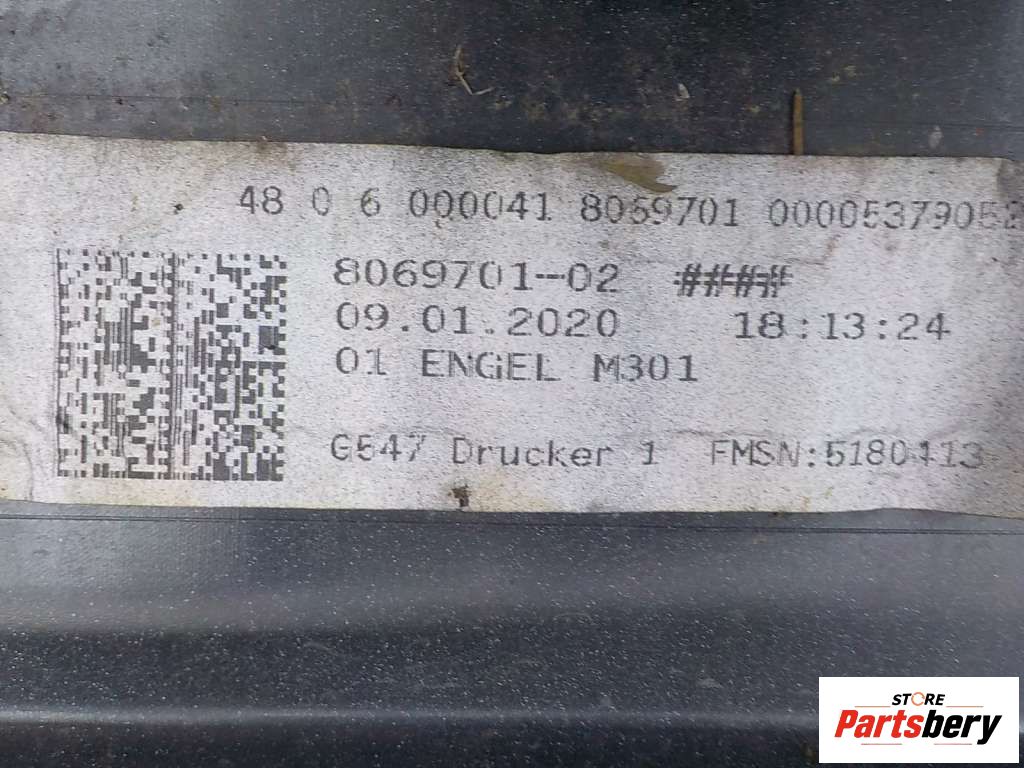 48 0 6 000041 8069701 0000537905
8069701-02 ####
09.01.2020 18:13:24
01 ENGEL M301
G547 Drucker 1 FMSN:5180413
STORE
Partsbery